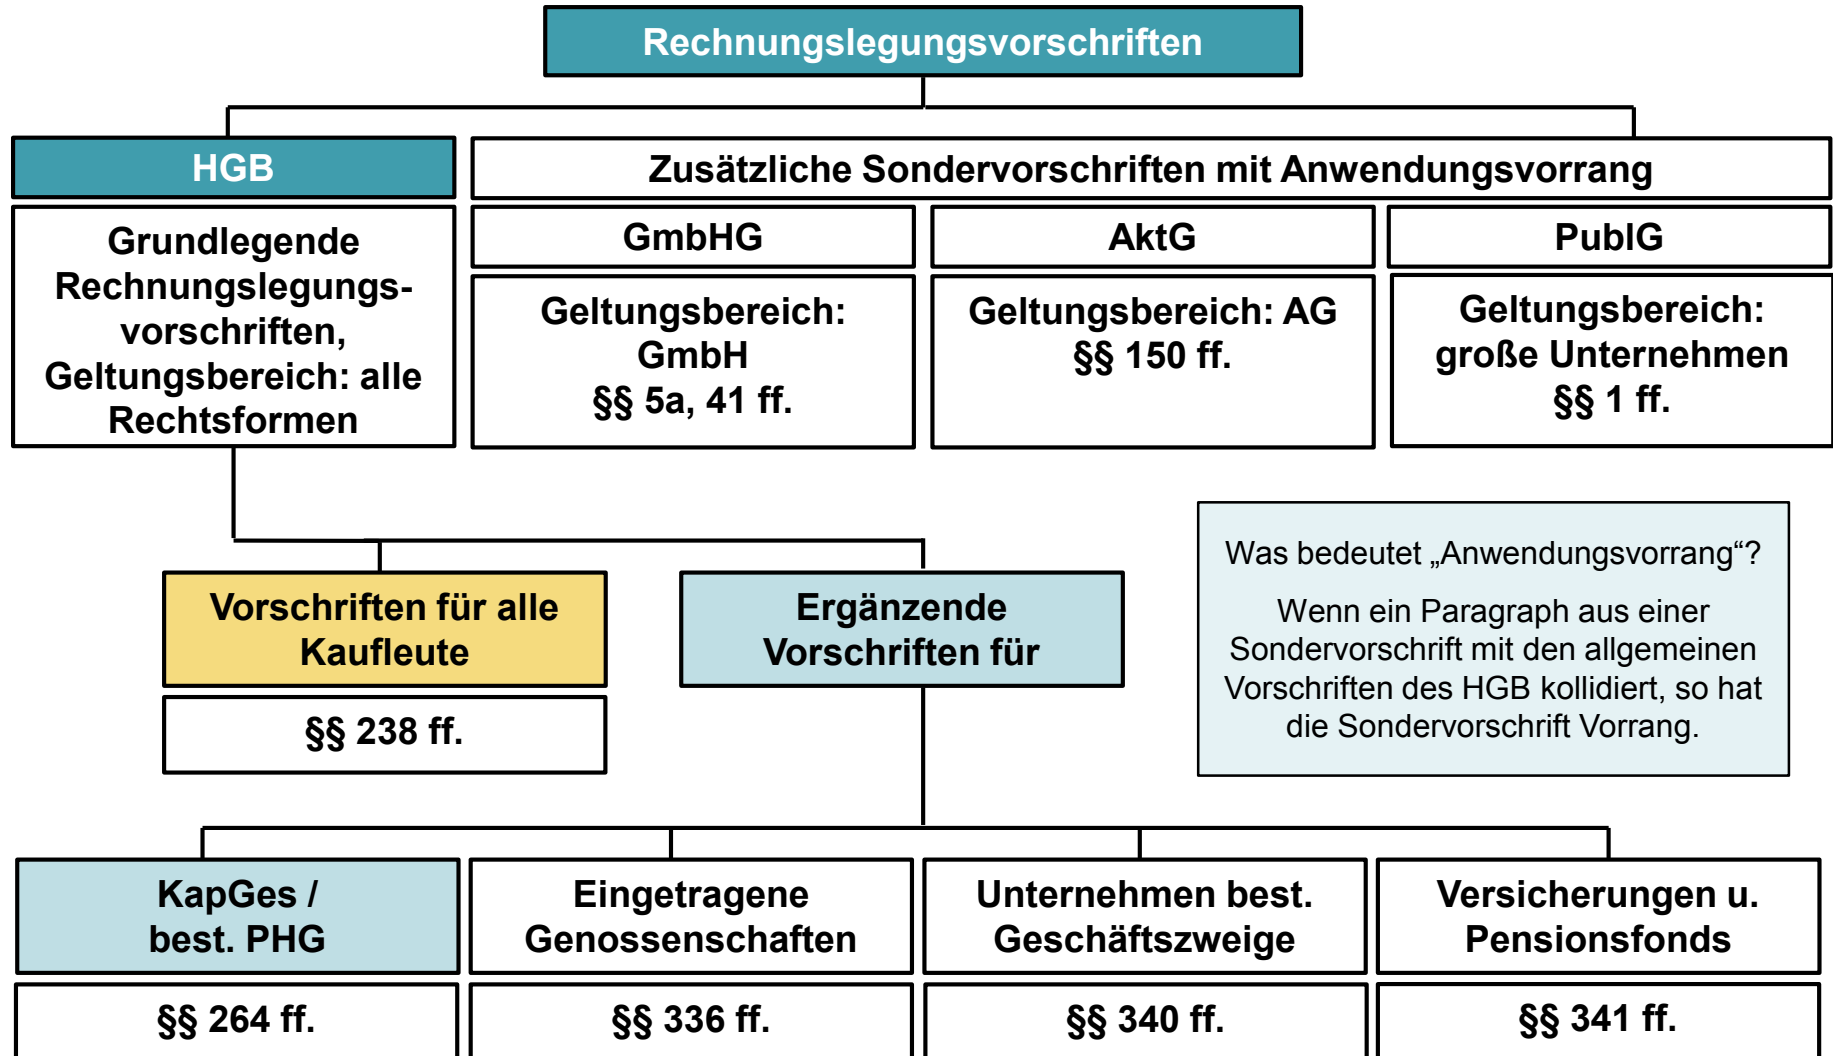 Rechnungslegungsvorschriften
HGB
Zusätzliche Sondervorschriften mit Anwendungsvorrang
Grundlegende
Rechnungslegungs-
vorschriften,
Geltungsbereich: alle
Rechtsformen
GmbHG
AktG
PublG
Geltungsbereich:
GmbH
§§ 5a, 41 ff.
Geltungsbereich: AG
§§ 150 ff.
Geltungsbereich:
große Unternehmen
§§ 1 ff.
Was bedeutet „Anwendungsvorrang“?
Wenn ein Paragraph aus einer
Sondervorschrift mit den allgemeinen
Vorschriften des HGB kollidiert, so hat
die Sondervorschrift Vorrang.
Vorschriften für alle
Kaufleute
§§ 238 ff.
Ergänzende
Vorschriften für
KapGes /
best. PHG
§§ 264 ff.
Eingetragene
Genossenschaften
§§ 336 ff.
Unternehmen best.
Geschäftszweige
§§ 340 ff.
Versicherungen u.
Pensionsfonds
§§ 341 ff.